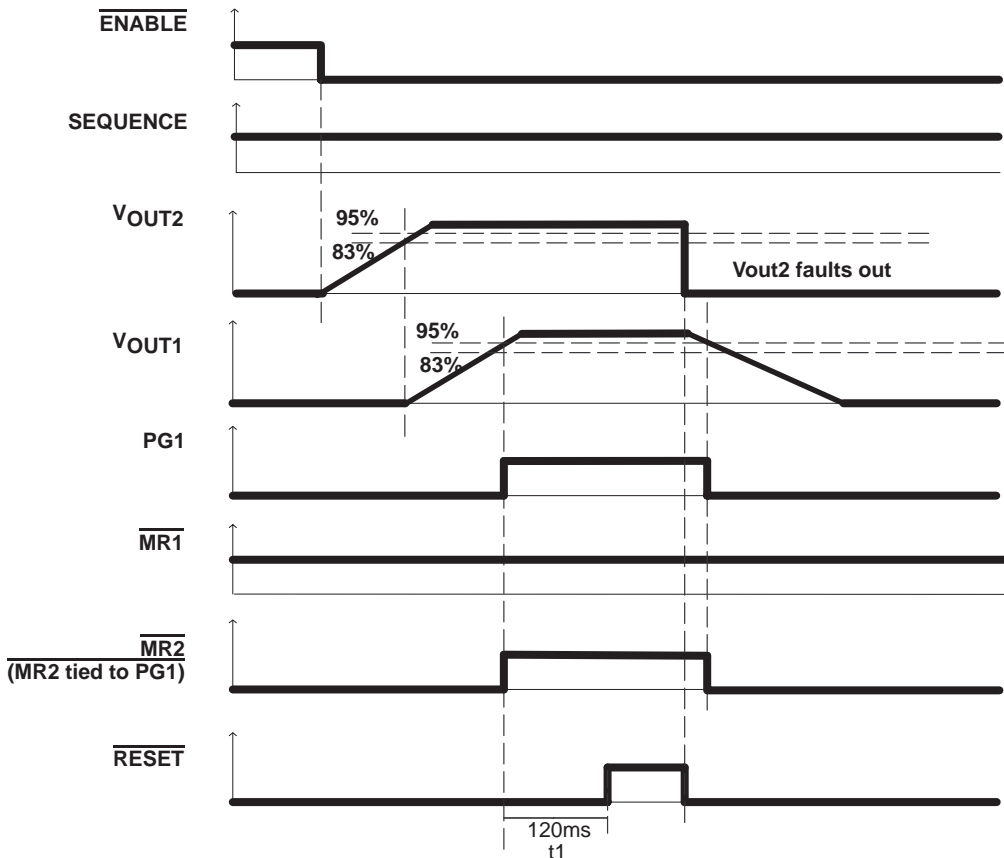 ENABLE
SEQUENCE
VOUT2
95%
83%
Vout2 faults out
VOUT1
95%
83%
PG1
MR1
MR2
(MR2 tied to PG1)
RESET
120ms
t1